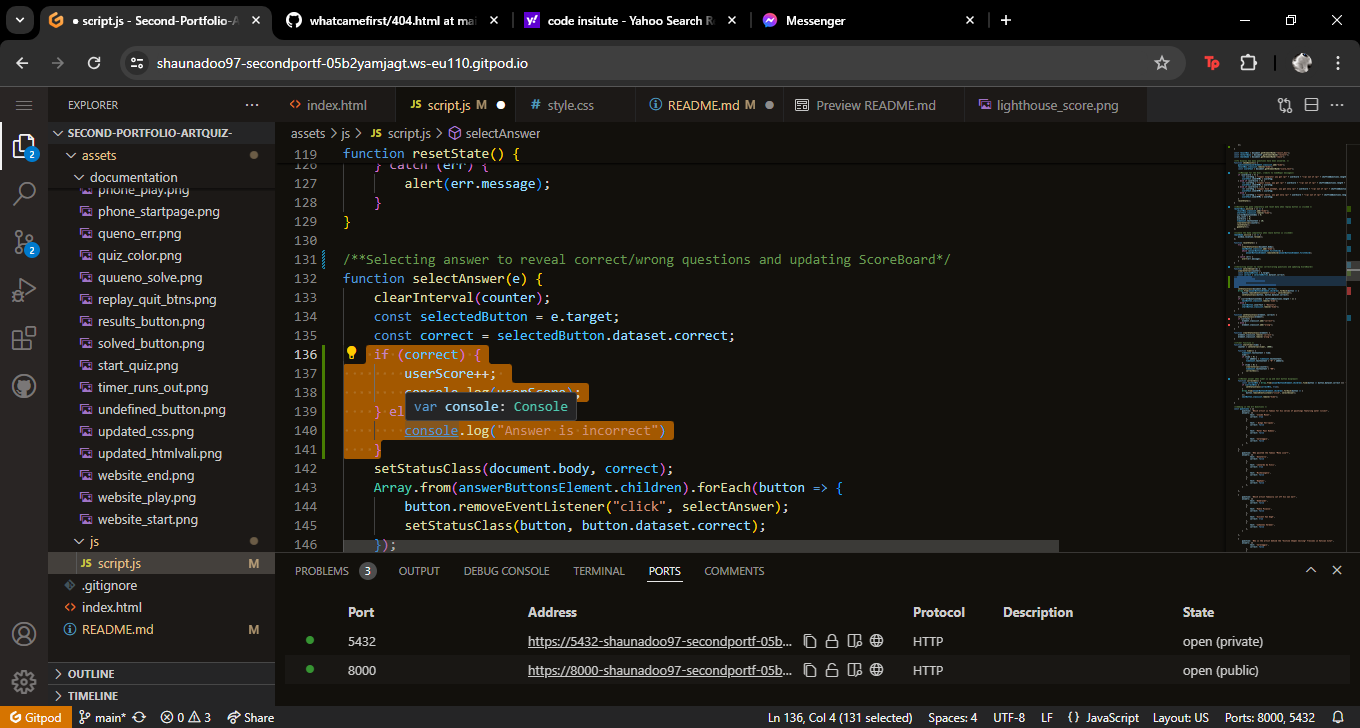 ● script.js - Second-Portfolio-A
whatcamefirst/404.html at mai
code insitute - Yahoo Search R
Messenger
shaunadoo97-secondportf-05b2yamjagt.ws-eu110.gitpod.io
EXPLORER
index.html
JS script.js M
# style.css
README.md M
Preview README.md
lighthouse_score.png
SECOND-PORTFOLIO-ARTQUIZ-
assets
documentation
phone_play.png
phone_startpage.png
queno_err.png
quiz_color.png
queno_solve.png
replay_quit_btns.png
results_button.png
solved_button.png
start_quiz.png
timer_runs_out.png
undefined_button.png
updated_css.png
updated_htmlvali.png
website_end.png
website_play.png
website_start.png
js
JS script.js M
.gitignore
index.html
README.md M
OUTLINE
TIMELINE
assets > js > JS script.js > selectAnswer
119 function resetState() {
126 } catch (err) {
127 alert(err.message);
128 }
129 }
130
131 /**Selecting answer to reveal correct/wrong questions and updating ScoreBoard*/
132 function selectAnswer(e) {
133 clearInterval(counter);
134 const selectedButton = e.target;
135 const correct = selectedButton.dataset.correct;
136 if (correct) {
137 userScore++;
138 console.log(userScore);
139 } el
var console: Console
140 console.log("Answer is incorrect")
141 }
142 setStatusClass(document.body, correct);
143 Array.from(answerButtonsElement.children).forEach(button => {
144 button.removeEventListener("click", selectAnswer);
145 setStatusClass(button, button.dataset.correct);
146 });
PROBLEMS 3 OUTPUT DEBUG CONSOLE TERMINAL PORTS COMMENTS
Port Address Protocol Description State
5432 https://5432-shaunadoo97-secondportf-05b... HTTP open (private)
8000 https://8000-shaunadoo97-secondportf-05b... HTTP open (public)
Gitpod main* 0 3 Share Ln 136, Col 4 (131 selected) Spaces: 4 UTF-8 LF {} JavaScript Layout: US Ports: 8000, 5432